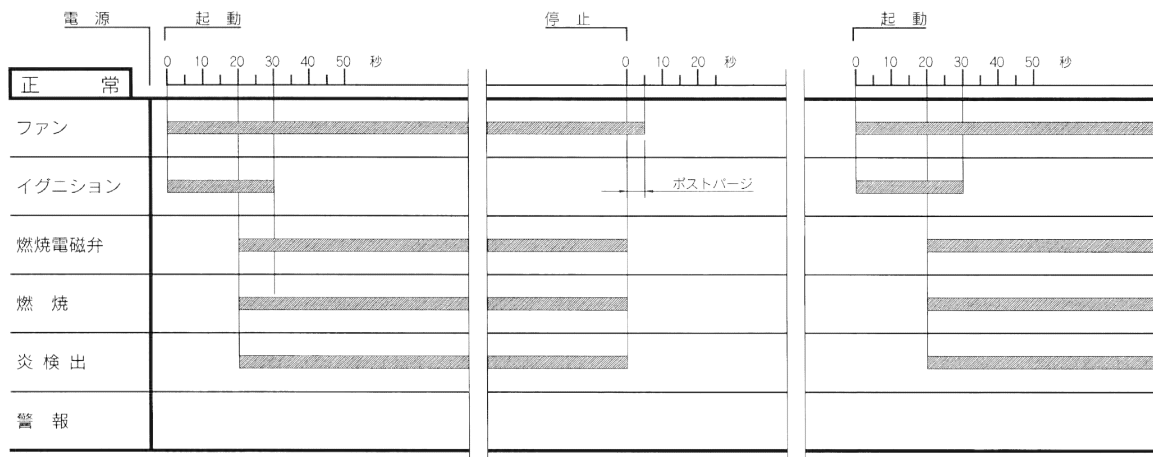 電源 起動 停止 起動
0 10 20 30 40 50 秒 0 10 20 秒 0 10 20 30 40 50 秒
正常
ファン
イグニション ポストパージ
燃焼電磁弁
燃焼
炎検出
警報